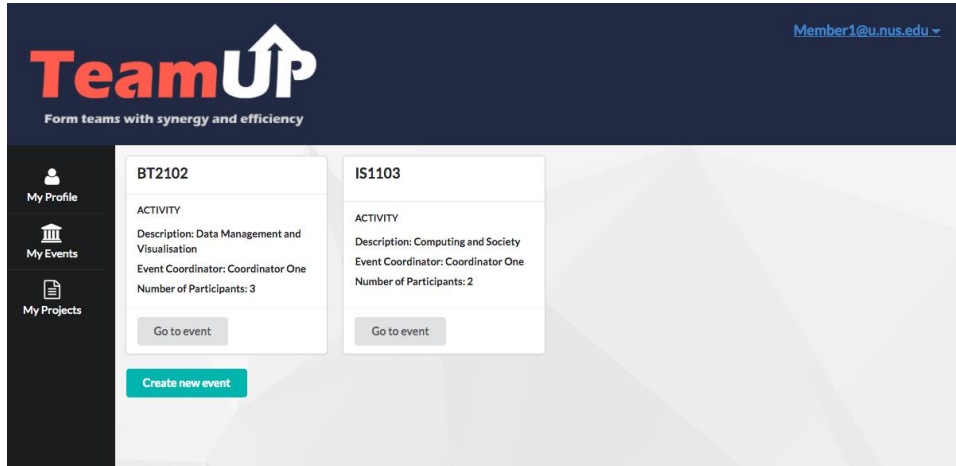 Member1@u.nus.edu
TeamUP
Form teams with synergy and efficiency
My Profile
My Events
My Projects
BT2102
ACTIVITY
Description: Data Management and
Visualisation
Event Coordinator: Coordinator One
Number of Participants: 3
Go to event
IS1103
ACTIVITY
Description: Computing and Society
Event Coordinator: Coordinator One
Number of Participants: 2
Go to event
Create new event